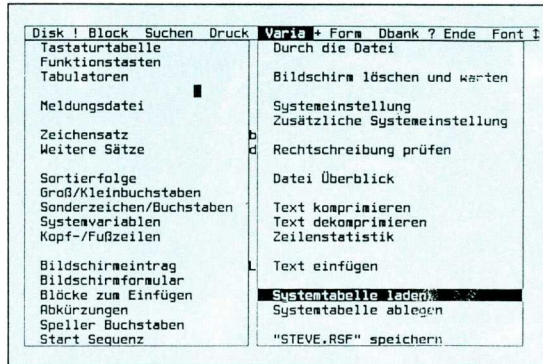 Disk ! Block Suchen Druck Varia + Form Dbank ? Ende Font ↕
Tastaturtabelle
Funktionstasten
Tabulatoren
Meldungsdatei
Zeichensatz
Weitere Sätze
Sortierfolge
Groß/Kleinbuchstaben
Sonderzeichen/Buchstaben
Systemvariablen
Kopf-/Fußzeilen
Bildschirmeintrag
Bildschirmformular
Blöcke zum Einfügen
Abkürzungen
Speller Buchstaben
Start Sequenz
b
d
L
Durch die Datei
Bildschirm löschen und warten
Systemeinstellung
Zusätzliche Systemeinstellung
Rechtschreibung prüfen
Datei Überblick
Text komprimieren
Text dekomprimieren
Zeilenstatistik
Text einfügen
Systemtabelle laden
Systemtabelle ablegen
"STEVE.RSF" speichern